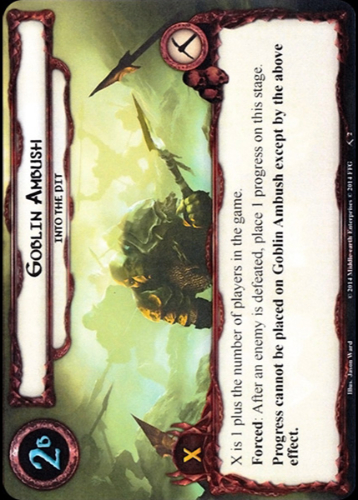 2B
GOBLIN AMBUSH
INTO THE PIT
X
X is 1 plus the number of players in the game.
Forced: After an enemy is defeated, place 1 progress on this stage.
Progress cannot be placed on Goblin Ambush except by the above
effect.
Illus. Jason Ward © 2014 Middle-earth Enterprises © 2014 FFG 2